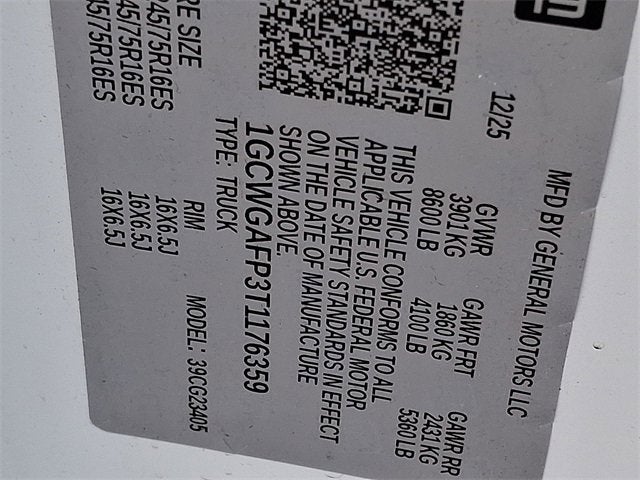 gm
MFD BY GENERAL MOTORS LLC
12/25
GVWR GAWR FRT GAWR RR
3901 KG 1860 KG 2431 KG
8600 LB 4100 LB 5360 LB
THIS VEHICLE CONFORMS TO ALL
APPLICABLE U.S. FEDERAL MOTOR
VEHICLE SAFETY STANDARDS IN EFFECT
ON THE DATE OF MANUFACTURE
SHOWN ABOVE.
1GCWGAFP3T1176359
TYPE: TRUCK
MODEL: 39CG23405
RE SIZE RIM
45/75R16ES 16X6.5J
45/75R16ES 16X6.5J
45/75R16ES 16X6.5J